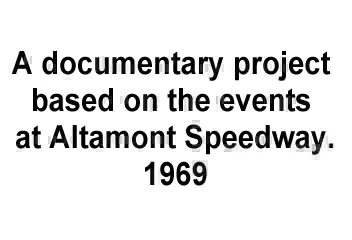 A documentary project
based on the events
at Altamont Speedway.
1969